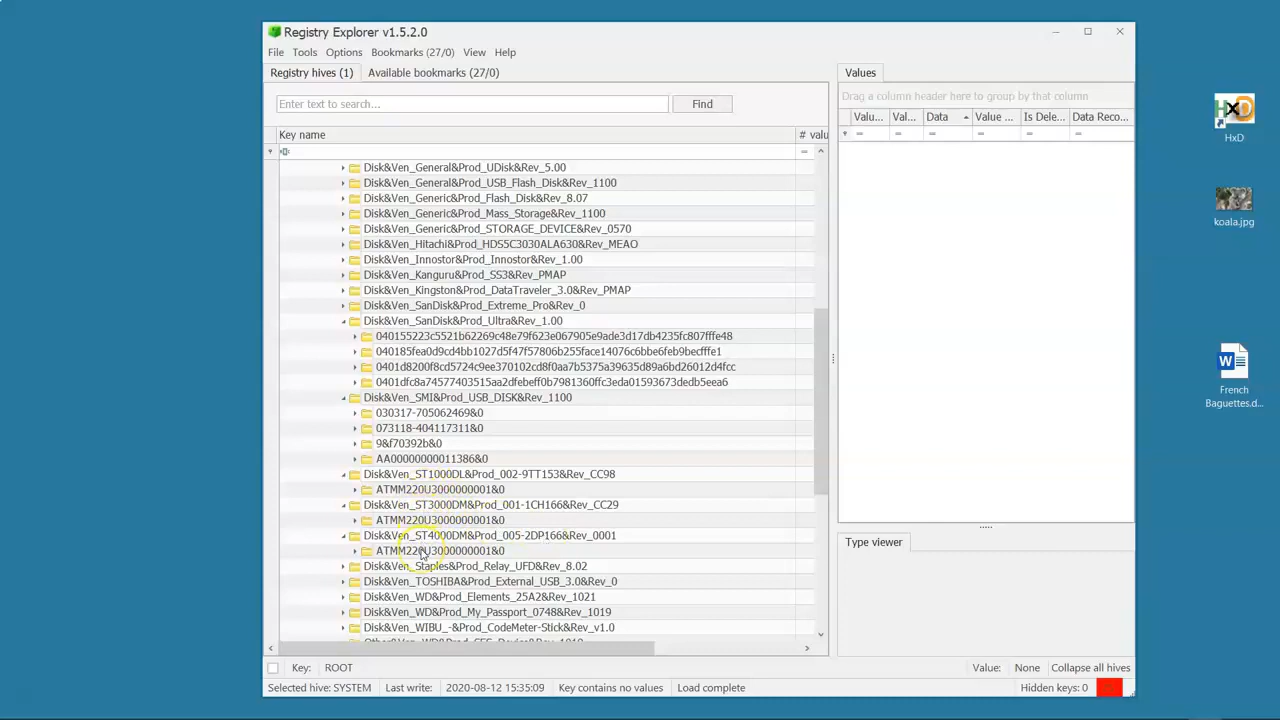 Registry Explorer v1.5.2.0
File Tools Options Bookmarks (27/0) View Help
Registry hives (1) Available bookmarks (27/0)
Values
Enter text to search... Find
Drag a column header here to group by that column
Key name # valu
Valu... Val... Data Value ... Is Dele... Data Reco...
= = = = = = =
Disk&Ven_General&Prod_UDisk&Rev_5.00
Disk&Ven_General&Prod_USB_Flash_Disk&Rev_1100
Disk&Ven_Generic&Prod_Flash_Disk&Rev_8.07
Disk&Ven_Generic&Prod_Mass_Storage&Rev_1100
Disk&Ven_Generic&Prod_STORAGE_DEVICE&Rev_0570
Disk&Ven_Hitachi&Prod_HDS5C3030ALA630&Rev_MEAO
Disk&Ven_Innostor&Prod_Innostor&Rev_1.00
Disk&Ven_Kanguru&Prod_SS3&Rev_PMAP
Disk&Ven_Kingston&Prod_DataTraveler_3.0&Rev_PMAP
Disk&Ven_SanDisk&Prod_Extreme_Pro&Rev_0
Disk&Ven_SanDisk&Prod_Ultra&Rev_1.00
040155223c5521b62269c48e79f623e067905e9ade3d17db4235fc807fffe48
040185fea0d9cd4bb1027d5f47f57806b255face14076c6bbe6feb9becfffe1
0401d8200f8cd5724c9ee370102cd8f0aa7b5375a39635d89a6bd26012d4fcc
0401dfc8a74577403515aa2dfebeff0b7981360ffc3eda01593673dedb5eea6
Disk&Ven_SMI&Prod_USB_DISK&Rev_1100
030317-705062469&0
073118-404117311&0
9&f70392b&0
AA00000000011386&0
Disk&Ven_ST1000DL&Prod_002-9TT153&Rev_CC98
ATMM220U3000000001&0
Disk&Ven_ST3000DM&Prod_001-1CH166&Rev_CC29
ATMM220U3000000001&0
Disk&Ven_ST4000DM&Prod_005-2DP166&Rev_0001
ATMM220U3000000001&0
Disk&Ven_Staples&Prod_Relay_UFD&Rev_8.02
Disk&Ven_TOSHIBA&Prod_External_USB_3.0&Rev_0
Disk&Ven_WD&Prod_Elements_25A2&Rev_1021
Disk&Ven_WD&Prod_My_Passport_0748&Rev_1019
Disk&Ven_WIBU_-&Prod_CodeMeter-Stick&Rev_v1.0
Type viewer
Key: ROOT
Value: None Collapse all hives
Selected hive: SYSTEM Last write: 2020-08-12 15:35:09 Key contains no values Load complete Hidden keys: 0
HxD
HxD
koala.jpg
W
French
Baguettes.d...